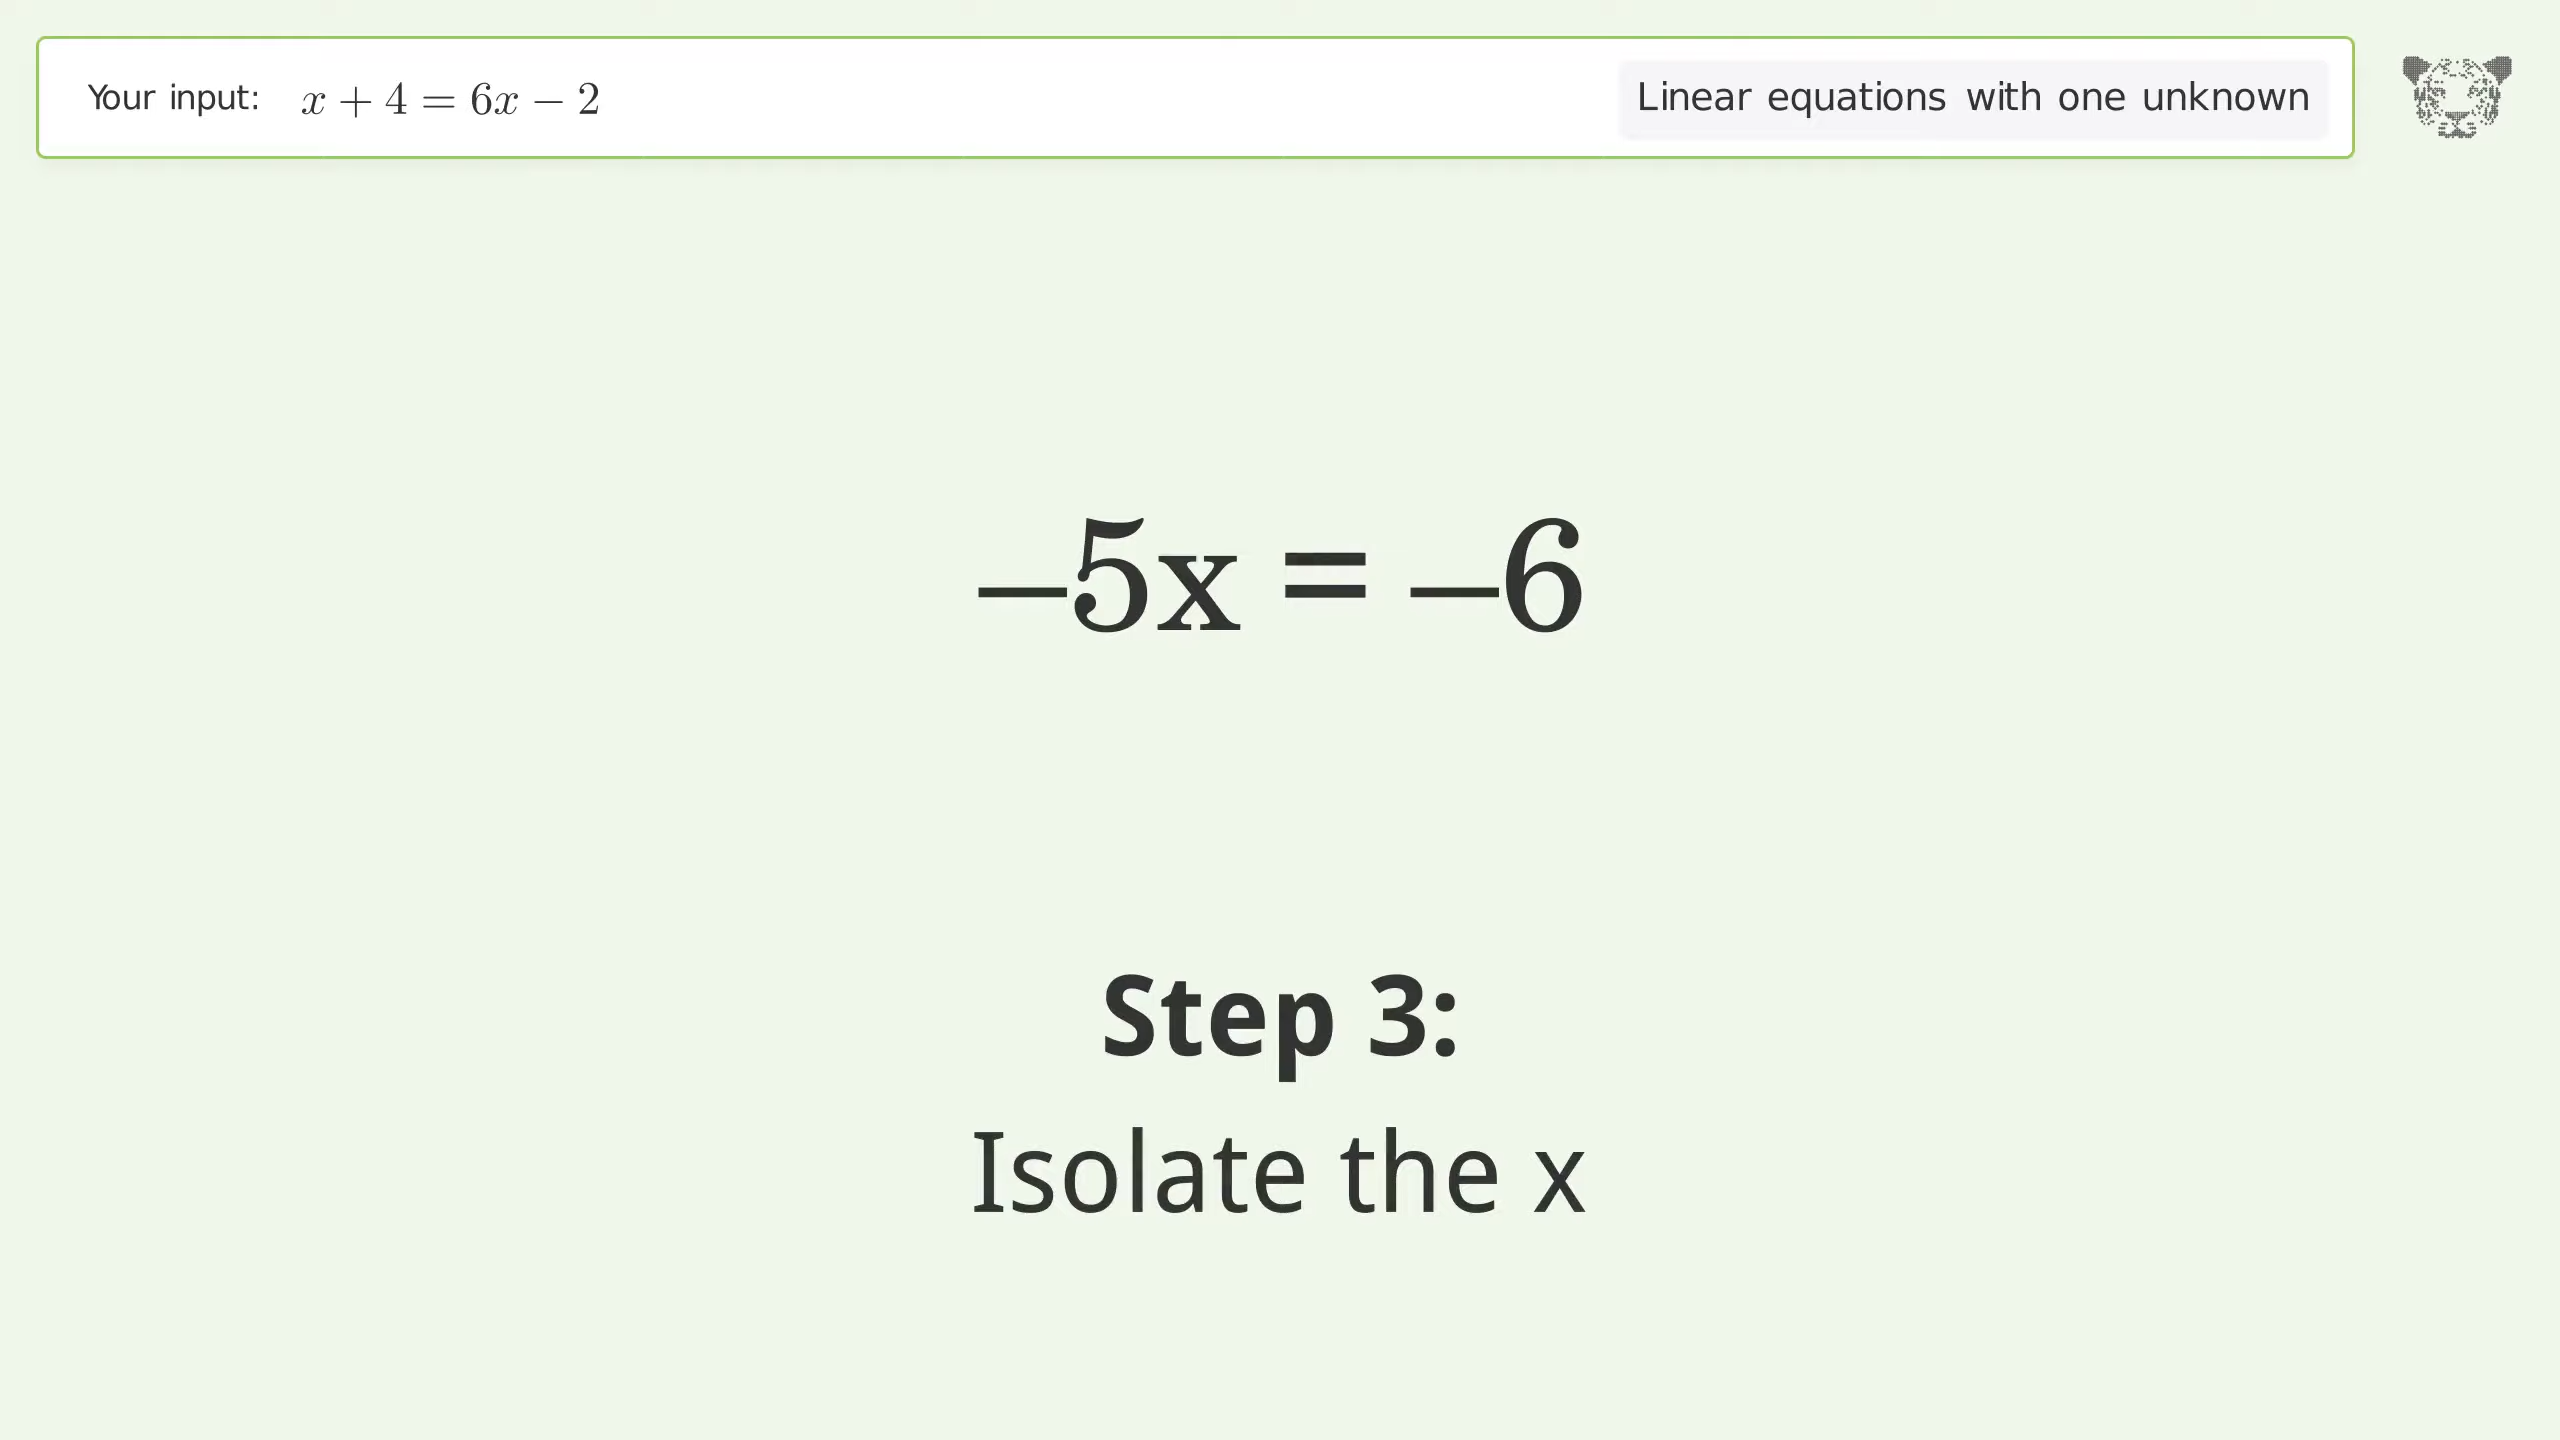 Your input: x + 4 = 6x − 2
Linear equations with one unknown
−5x = −6
Step 3:
Isolate the x